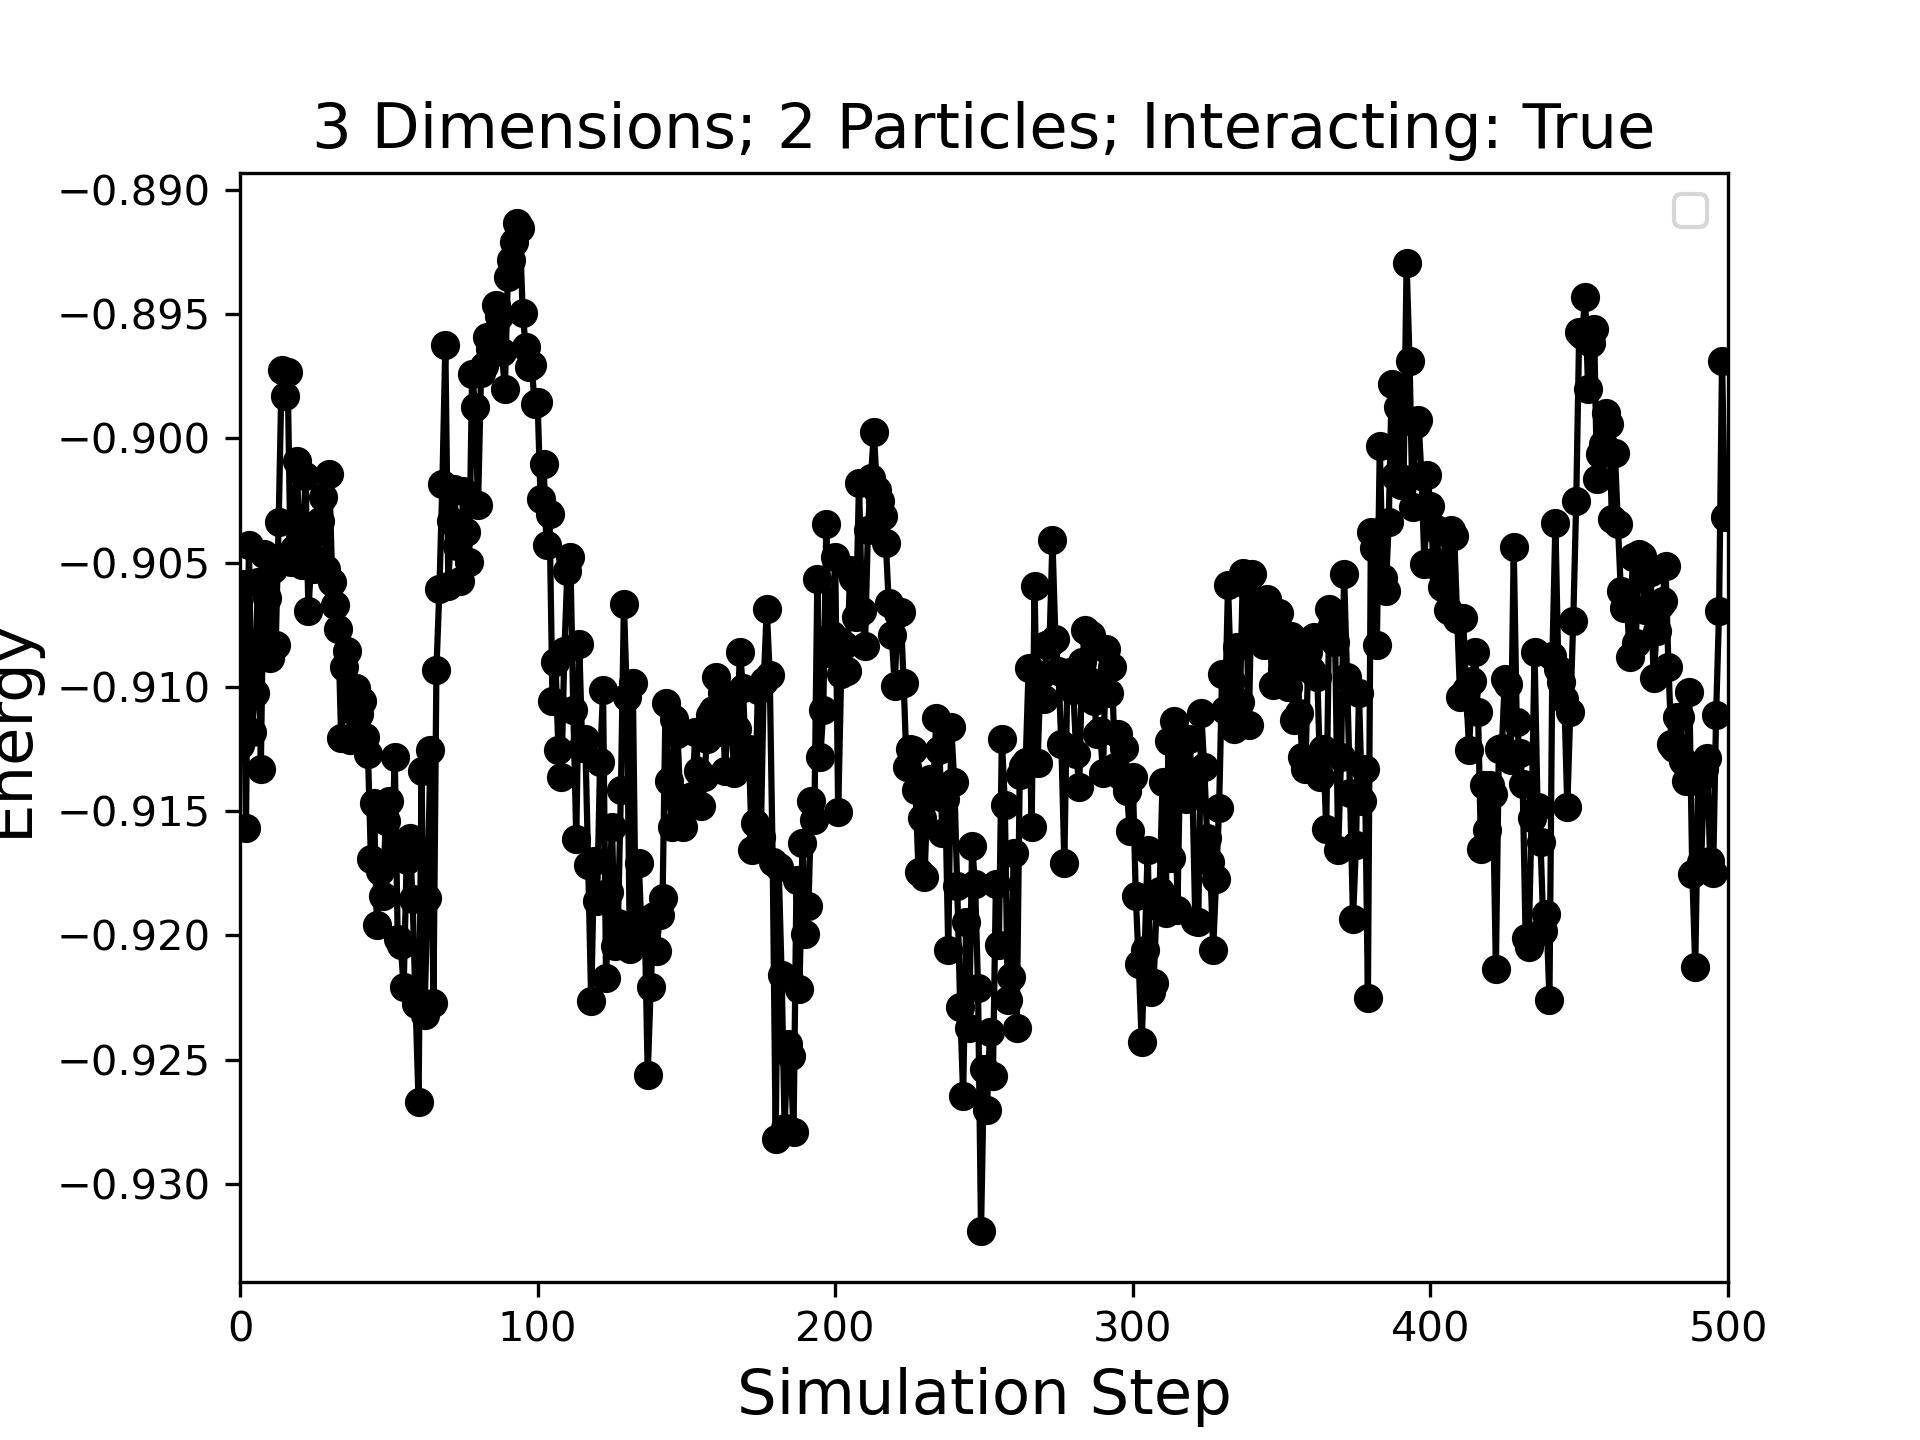 3 Dimensions; 2 Particles; Interacting: True
−0.890
−0.895
−0.900
−0.905
−0.910
−0.915
−0.920
−0.925
−0.930
Energy
0 100 200 300 400 500
Simulation Step